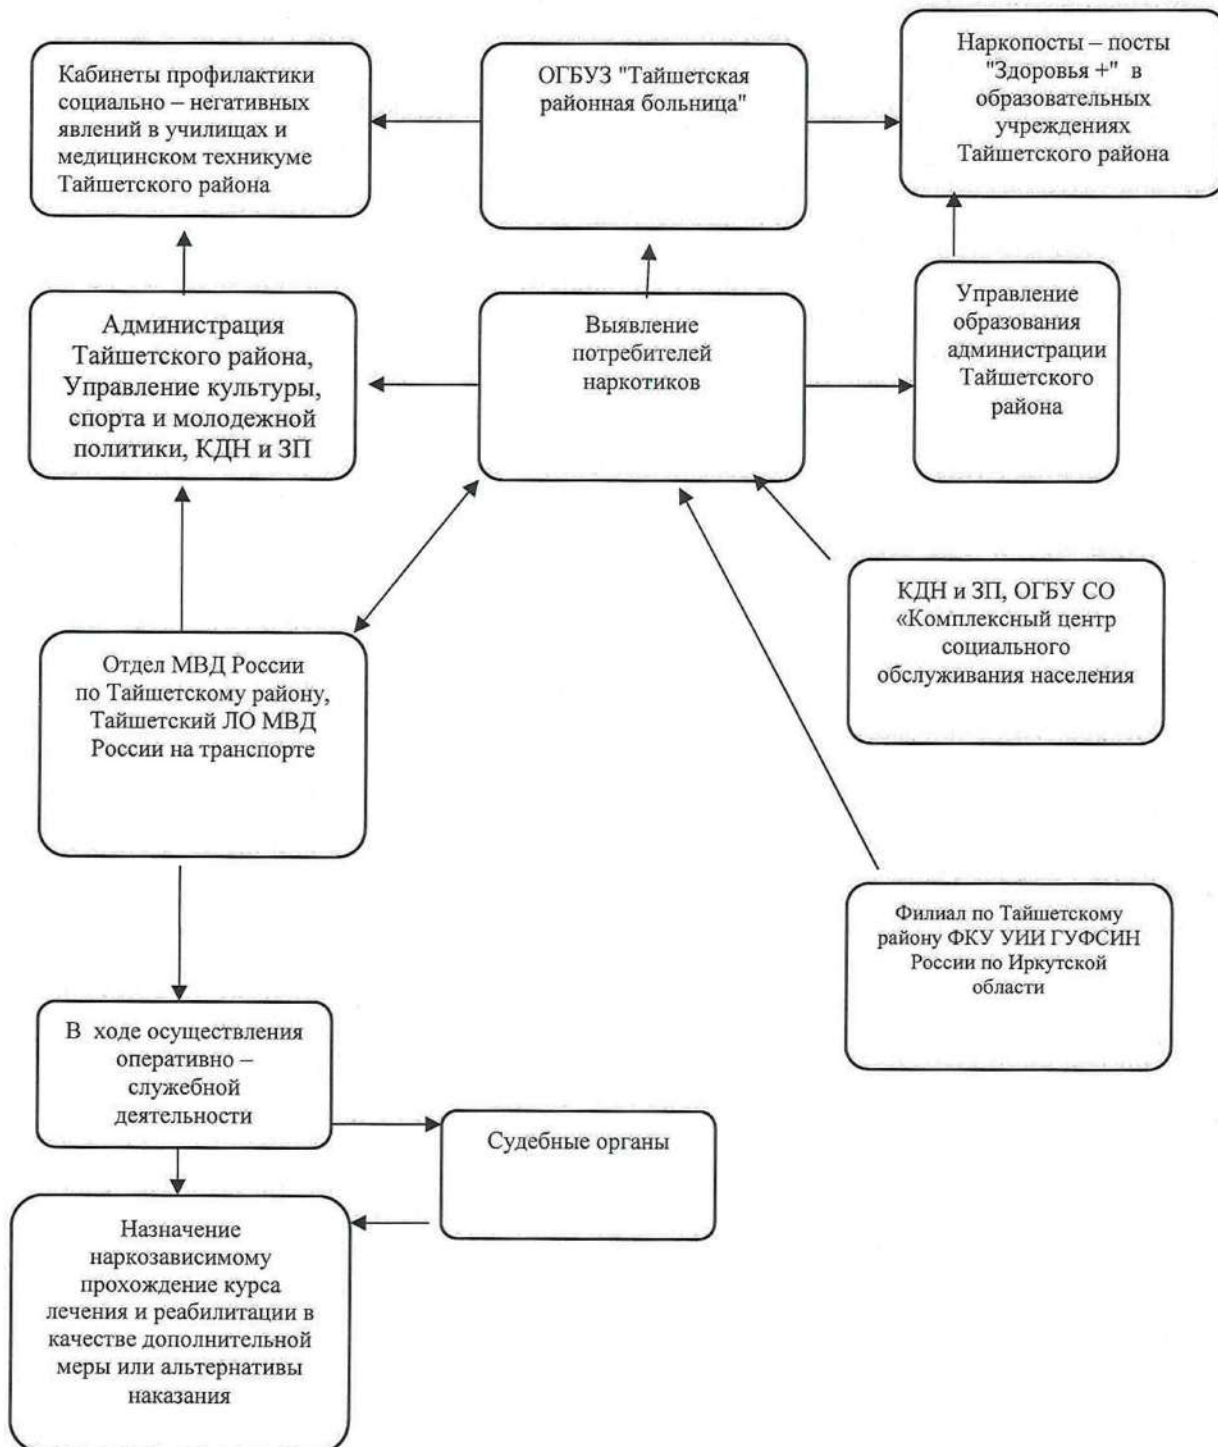 Кабинеты профилактики
социально – негативных
явлений в училищах и
медицинском техникуме
Тайшетского района
ОГБУЗ "Тайшетская
районная больница"
Наркопосты – посты
"Здоровья +" в
образовательных
учреждениях
Тайшетского района
Администрация
Тайшетского района,
Управление культуры,
спорта и молодежной
политики, КДН и ЗП
Выявление
потребителей
наркотиков
Управление
образования
администрации
Тайшетского
района
Отдел МВД России
по Тайшетскому району,
Тайшетский ЛО МВД
России на транспорте
КДН и ЗП, ОГБУ СО
«Комплексный центр
социального
обслуживания населения
Филиал по Тайшетскому
району ФКУ УИИ ГУФСИН
России по Иркутской
области
В ходе осуществления
оперативно –
служебной
деятельности
Судебные органы
Назначение
наркозависимому
прохождение курса
лечения и реабилитации в
качестве дополнительной
меры или альтернативы
наказания